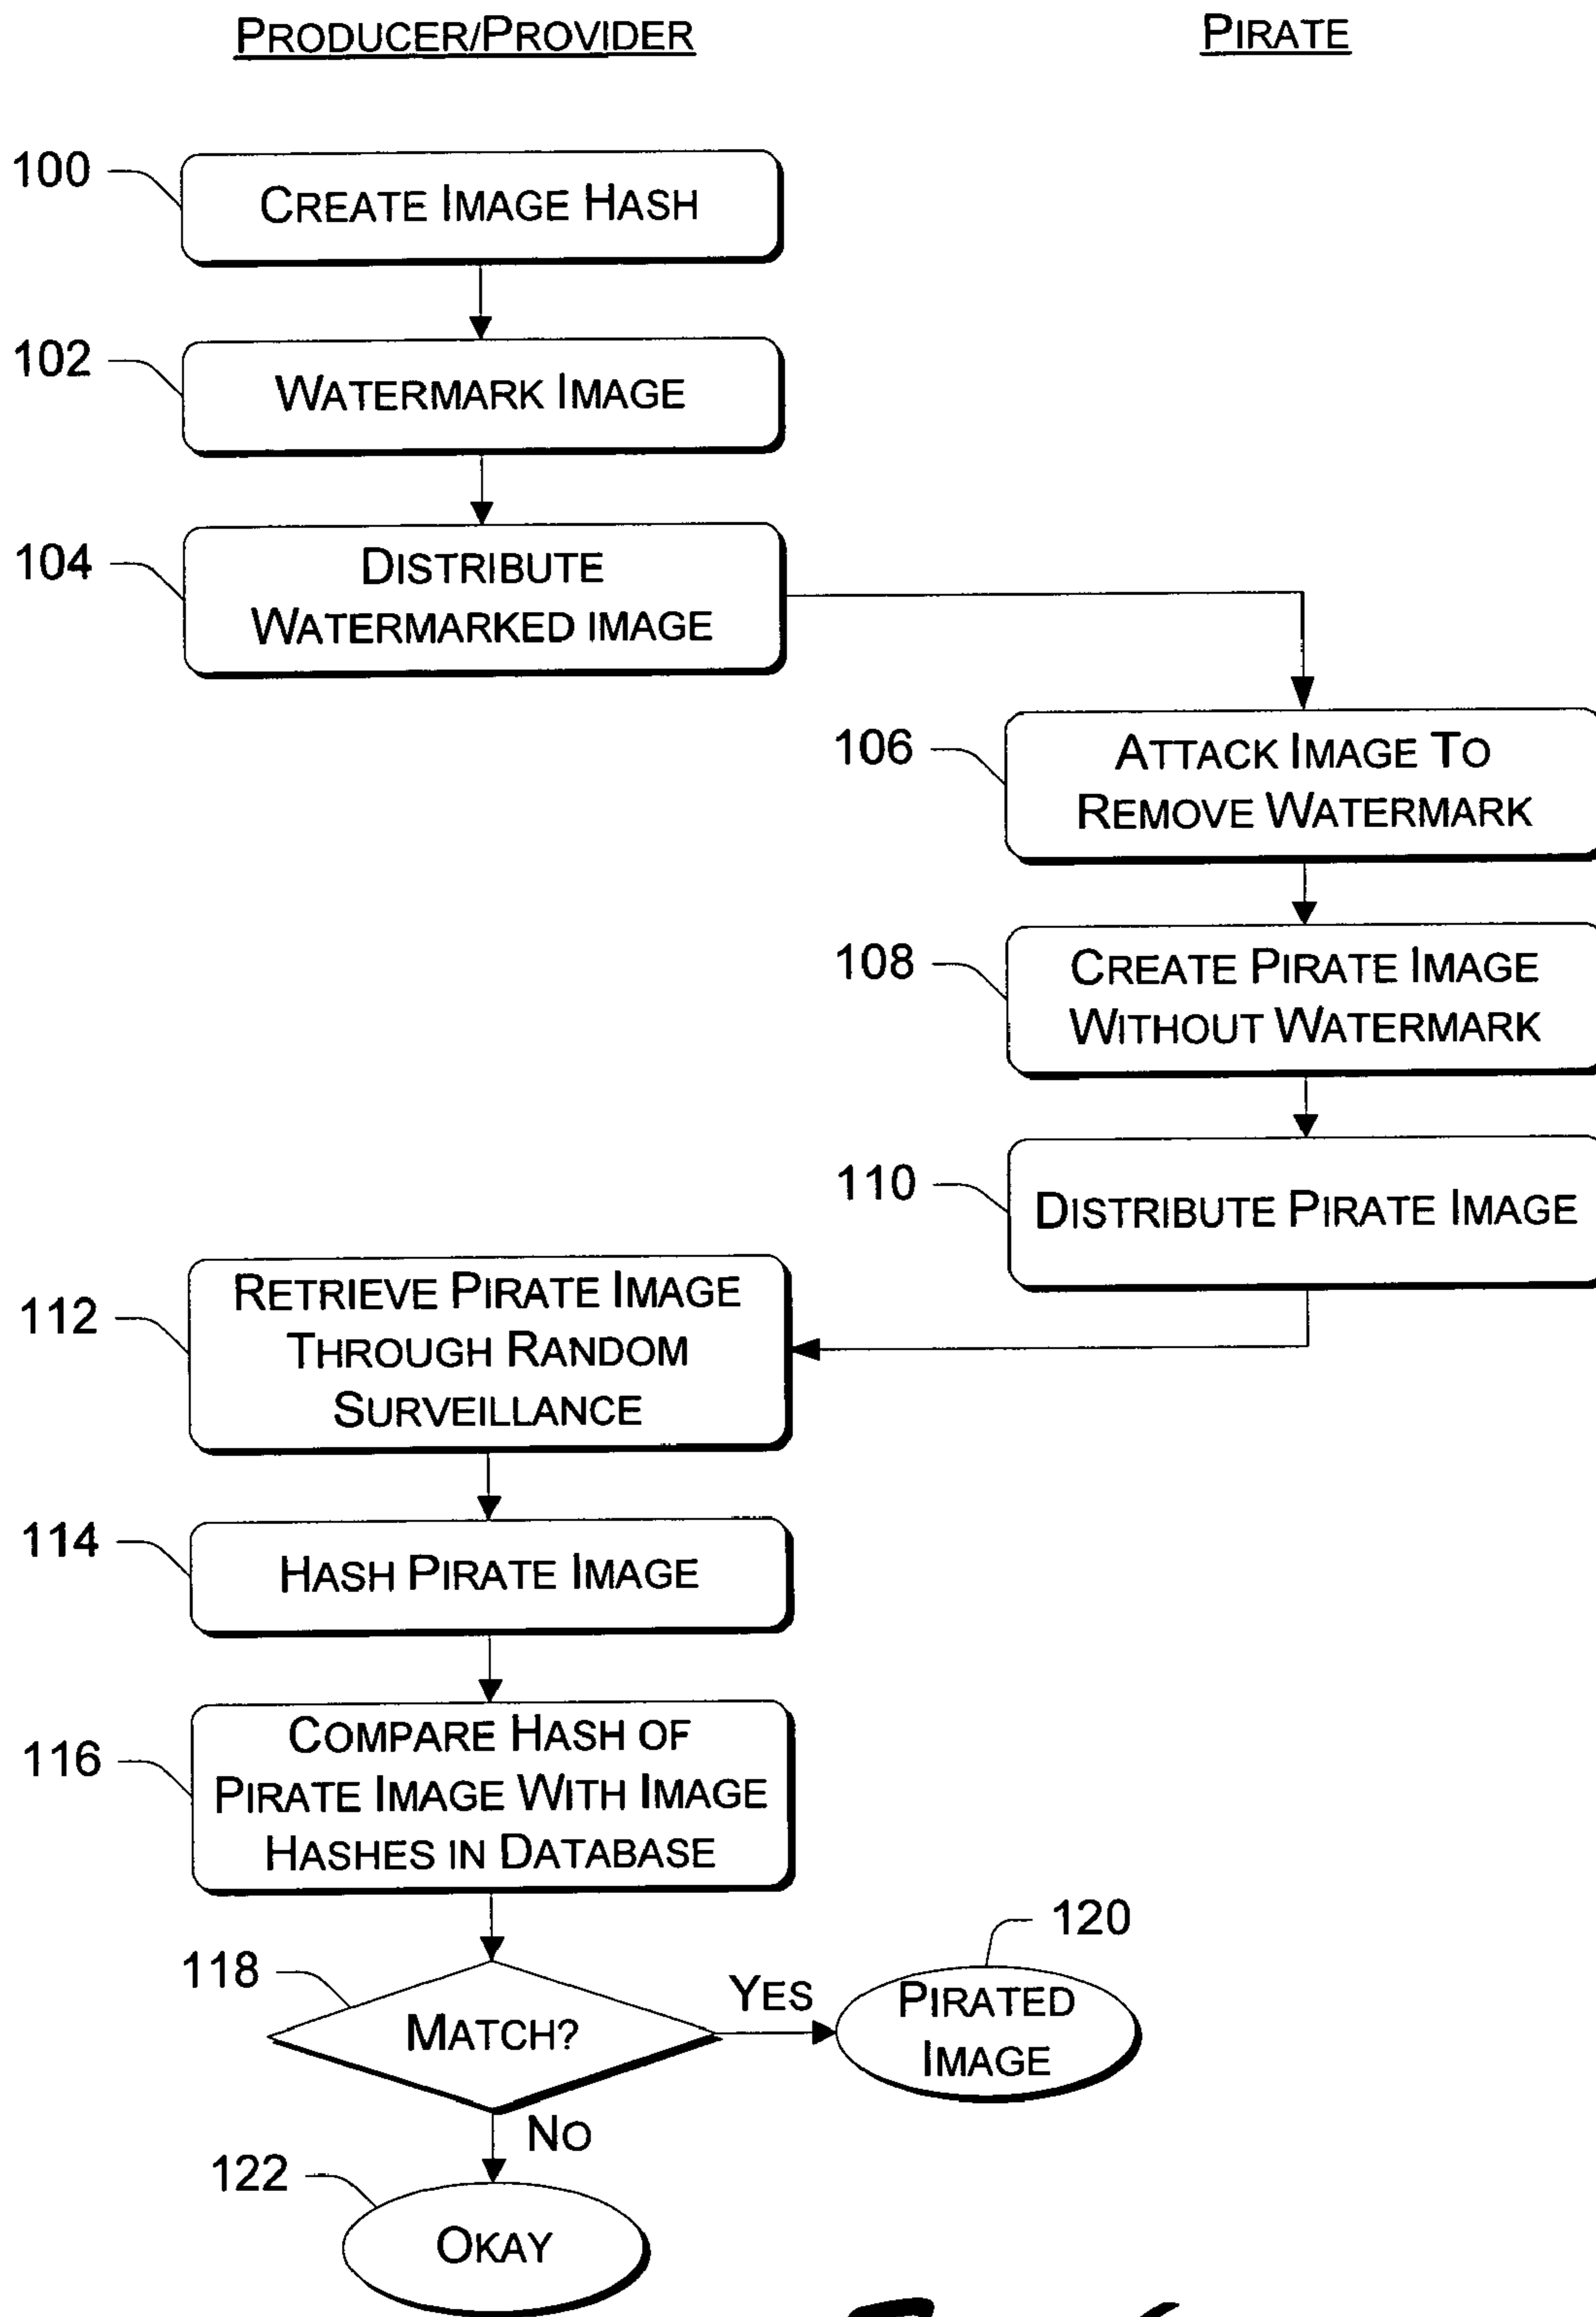 PRODUCER/PROVIDER
PIRATE
100
CREATE IMAGE HASH
102
WATERMARK IMAGE
104
DISTRIBUTE
WATERMARKED IMAGE
106
ATTACK IMAGE TO
REMOVE WATERMARK
108
CREATE PIRATE IMAGE
WITHOUT WATERMARK
110
DISTRIBUTE PIRATE IMAGE
112
RETRIEVE PIRATE IMAGE
THROUGH RANDOM
SURVEILLANCE
114
HASH PIRATE IMAGE
116
COMPARE HASH OF
PIRATE IMAGE WITH IMAGE
HASHES IN DATABASE
118
MATCH?
YES
120
PIRATED
IMAGE
NO
122
OKAY